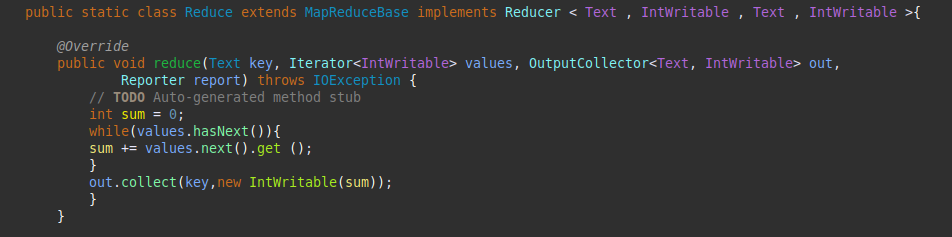 public static class Reduce extends MapReduceBase implements Reducer < Text , IntWritable , Text , IntWritable >{
@Override
public void reduce(Text key, Iterator<IntWritable> values, OutputCollector<Text, IntWritable> out,
Reporter report) throws IOException {
// TODO Auto-generated method stub
int sum = 0;
while(values.hasNext()){
sum += values.next().get ();
}
out.collect(key,new IntWritable(sum));
}
}